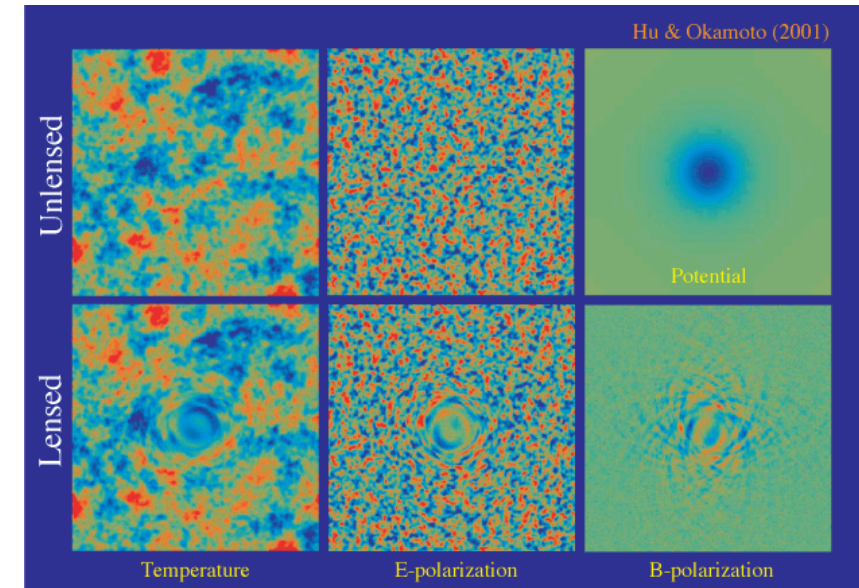 Hu & Okamoto (2001)
Unlensed
Potential
Lensed
Temperature
E-polarization
B-polarization